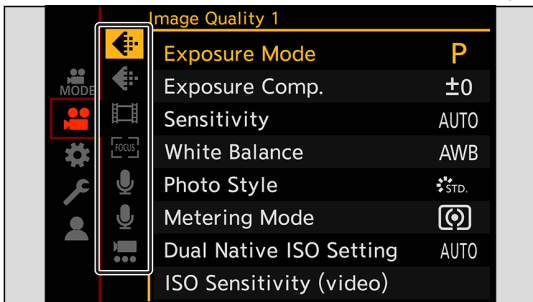 Image Quality 1
Exposure Mode P
Exposure Comp. ±0
MODE
Sensitivity AUTO
FOCUS
White Balance AWB
Photo Style STD.
Metering Mode
Dual Native ISO Setting AUTO
ISO Sensitivity (video)